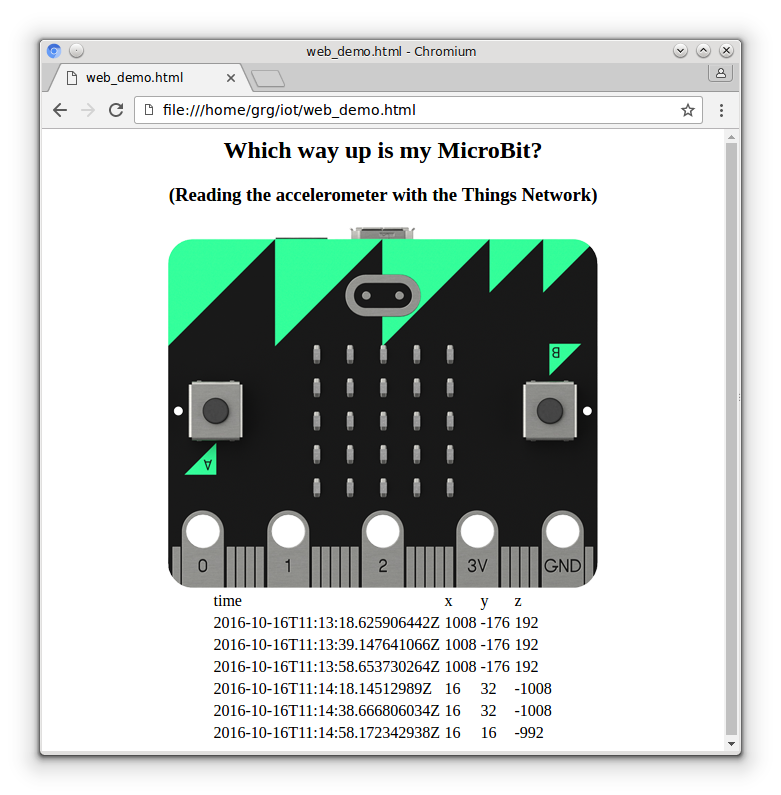 web_demo.html - Chromium
web_demo.html
file:///home/grg/iot/web_demo.html
Which way up is my MicroBit?
(Reading the accelerometer with the Things Network)
B
A
0 1 2 3V GND
time x y z
2016-10-16T11:13:18.625906442Z 1008 -176 192
2016-10-16T11:13:39.147641066Z 1008 -176 192
2016-10-16T11:13:58.653730264Z 1008 -176 192
2016-10-16T11:14:18.14512989Z 16 32 -1008
2016-10-16T11:14:38.666806034Z 16 32 -1008
2016-10-16T11:14:58.172342938Z 16 16 -992